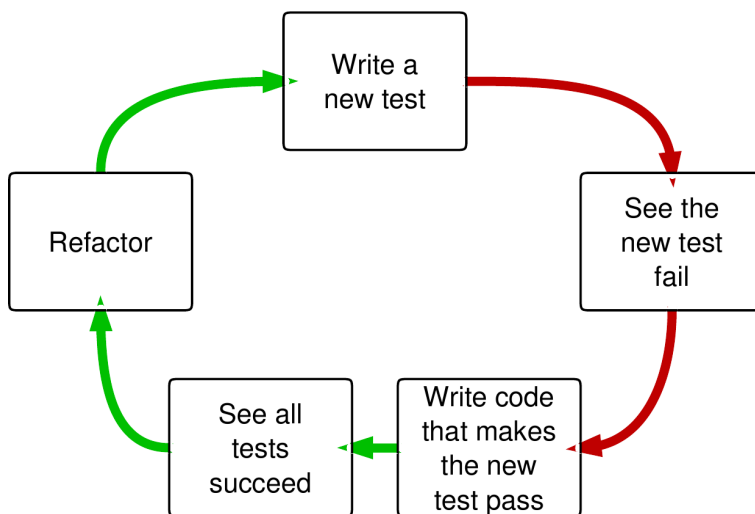 Write a
new test
See the
new test
fail
Write code
that makes
the new
test pass
See all
tests
succeed
Refactor